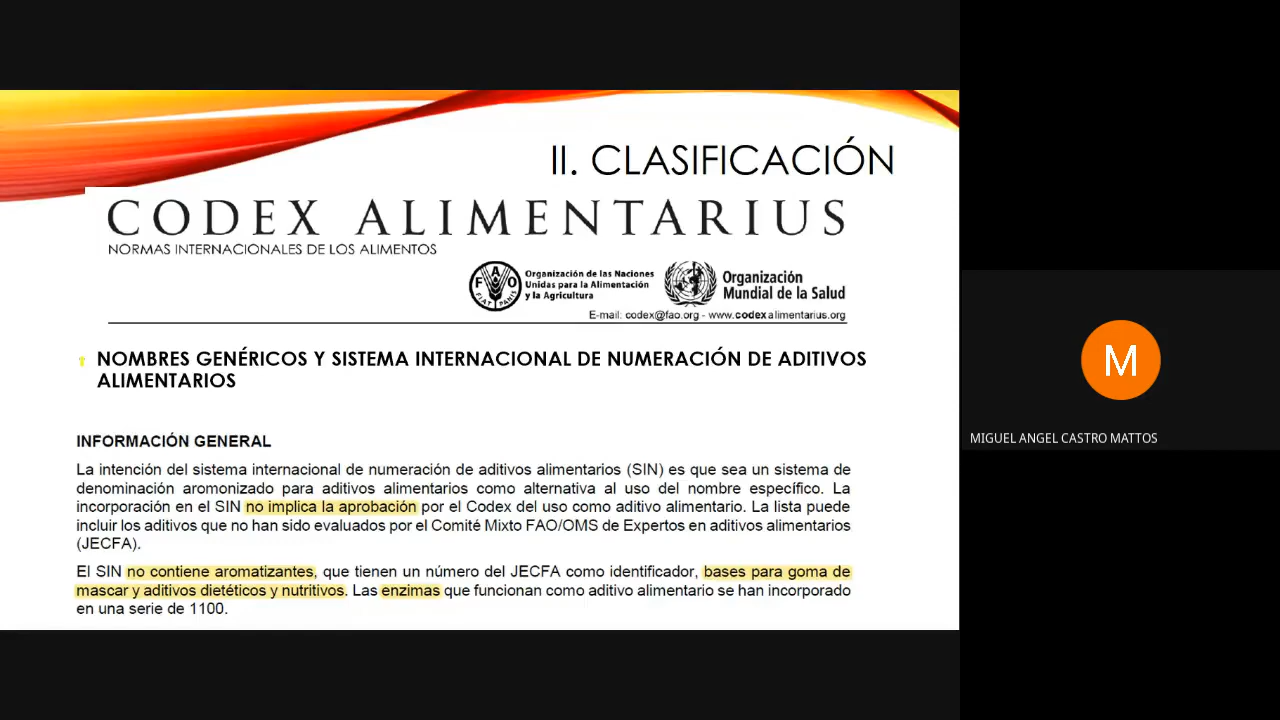 II. CLASIFICACIÓN
CODEX ALIMENTARIUS
NORMAS INTERNACIONALES DE LOS ALIMENTOS
F A O
FIAT PANIS
Organización de las Naciones
Unidas para la Alimentación
y la Agricultura
Organización
Mundial de la Salud
E-mail: codex@fao.org - www.codexalimentarius.org
NOMBRES GENÉRICOS Y SISTEMA INTERNACIONAL DE NUMERACIÓN DE ADITIVOS
ALIMENTARIOS
INFORMACIÓN GENERAL
La intención del sistema internacional de numeración de aditivos alimentarios (SIN) es que sea un sistema de
denominación aromonizado para aditivos alimentarios como alternativa al uso del nombre específico. La
incorporación en el SIN no implica la aprobación por el Codex del uso como aditivo alimentario. La lista puede
incluir los aditivos que no han sido evaluados por el Comité Mixto FAO/OMS de Expertos en aditivos alimentarios
(JECFA).
El SIN no contiene aromatizantes, que tienen un número del JECFA como identificador, bases para goma de
mascar y aditivos dietéticos y nutritivos. Las enzimas que funcionan como aditivo alimentario se han incorporado
en una serie de 1100.
M
MIGUEL ANGEL CASTRO MATTOS